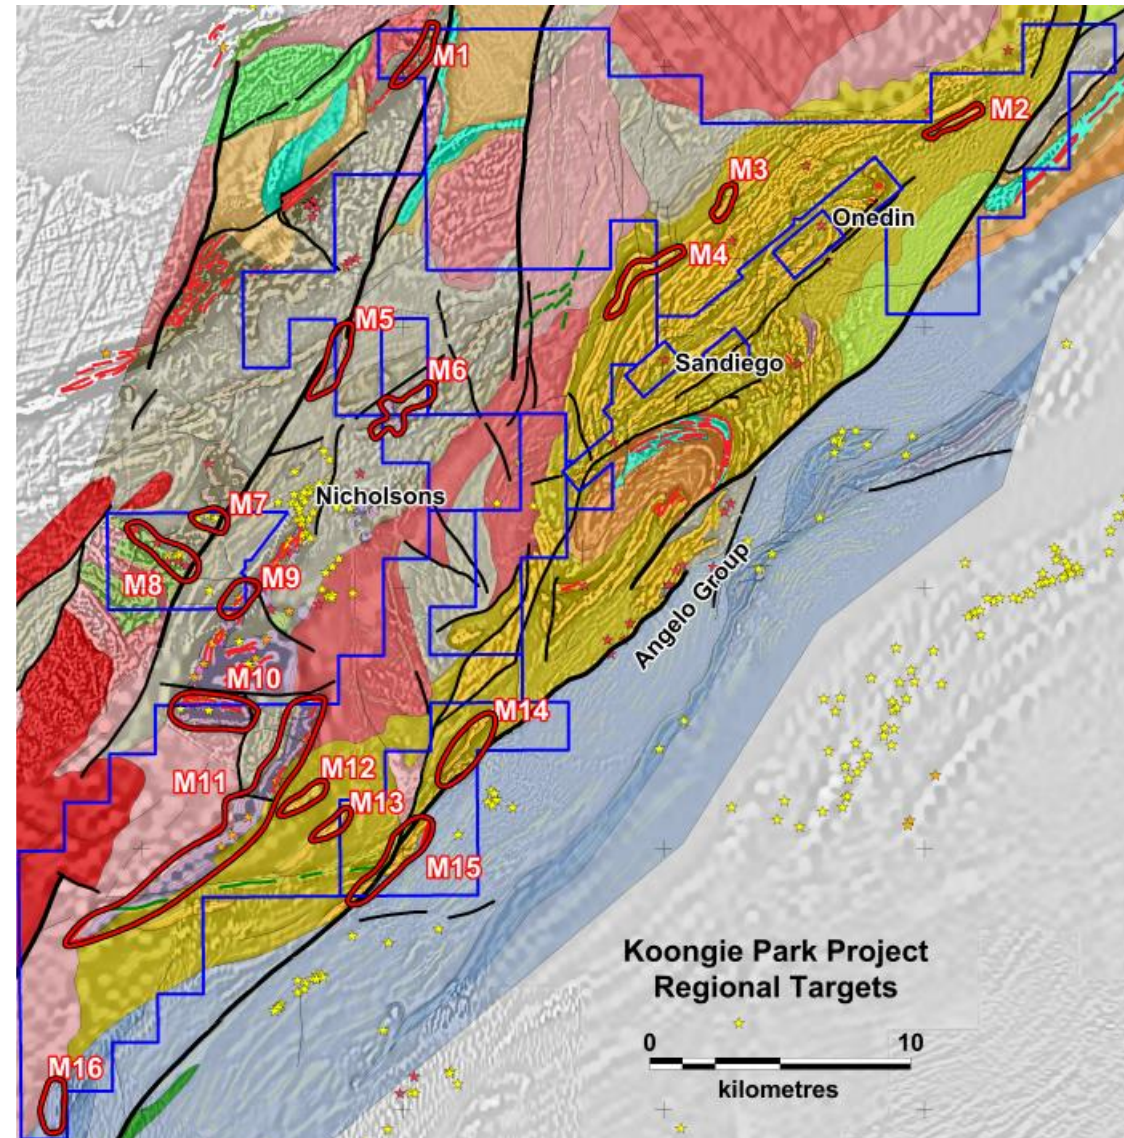 M1
M2
M3
Onedin
M4
M5
Sandiego
M6
Nicholsons
M7
M8
M9
Angelo Group
M10
M14
M11
M12
M13
M15
Koongie Park Project
Regional Targets
0 10
kilometres
M16